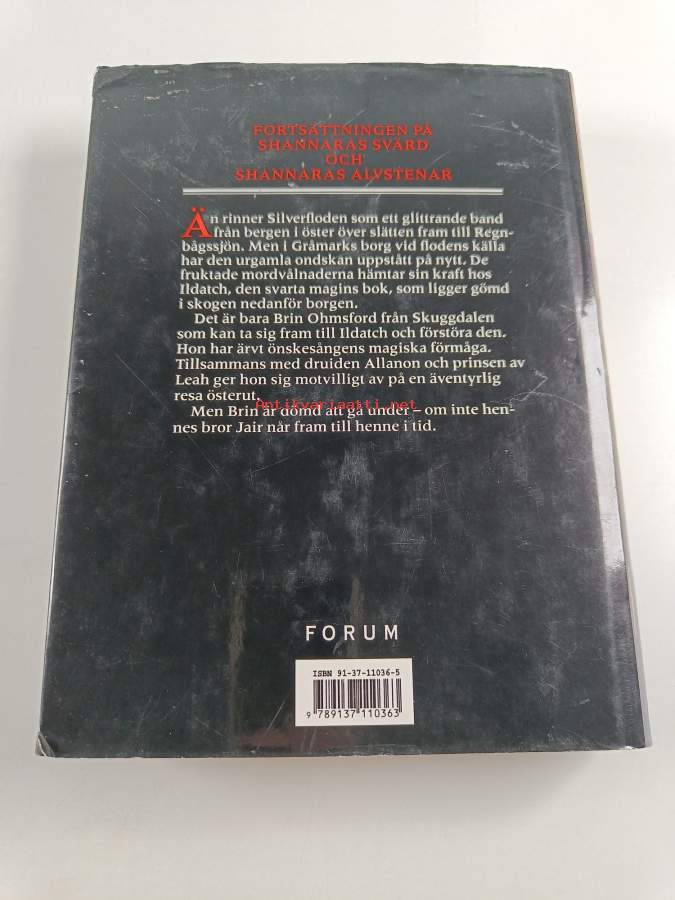 FORTSÄTTNINGEN PÅ
SHANNARAS SVÄRD
OCH
SHANNARAS ALVSTENAR
Än rinner Silverfloden som ett glittrande band
från bergen i öster över slätten fram till Regn-
bågssjön. Men i Gråmarks borg vid flodens källa
har den urgamla ondskan uppstått på nytt. De
fruktade mordvålnaderna hämtar sin kraft hos
Ildatch, den svarta magins bok, som ligger gömd
i skogen nedanför borgen.
Det är bara Brin Ohmsford från Skuggdalen
som kan ta sig fram till Ildatch och förstöra den.
Hon har ärvt önskesångens magiska förmåga.
Tillsammans med druiden Allanon och prinsen av
Leah ger hon sig motvilligt av på en äventyrlig
resa österut.
Antikvariaatti.net
Men Brin är dömd att gå under – om inte hen-
nes bror Jair når fram till henne i tid.
FORUM
ISBN 91-37-11036-5
9 789137 110363